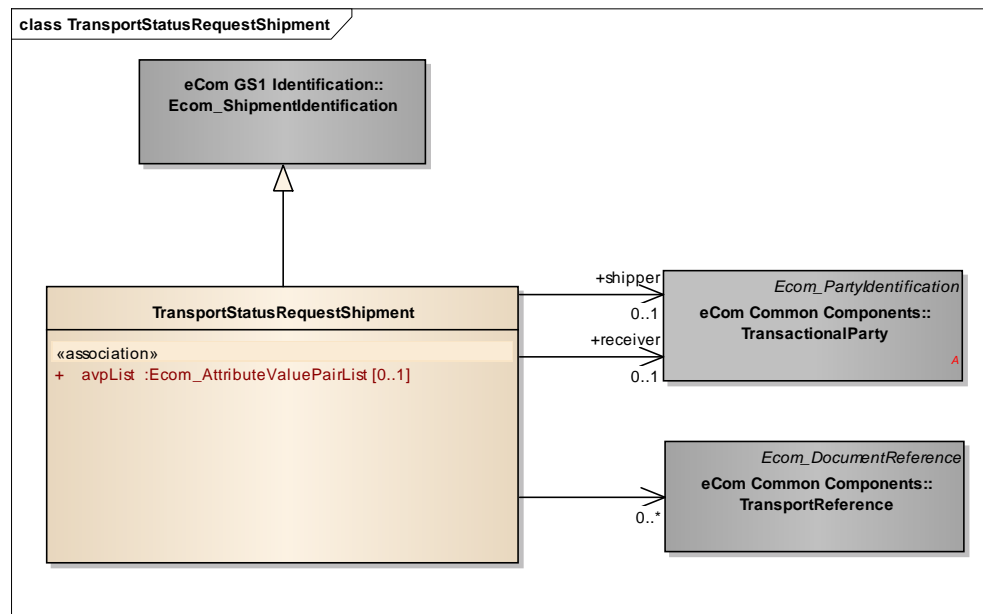 class TransportStatusRequestShipment
eCom GS1 Identification::
Ecom_ShipmentIdentification
TransportStatusRequestShipment
«association»
+ avpList :Ecom_AttributeValuePairList [0..1]
+shipper
0..1
+receiver
0..1
Ecom_PartyIdentification
eCom Common Components::
TransactionalParty
A
Ecom_DocumentReference
eCom Common Components::
TransportReference
0..*